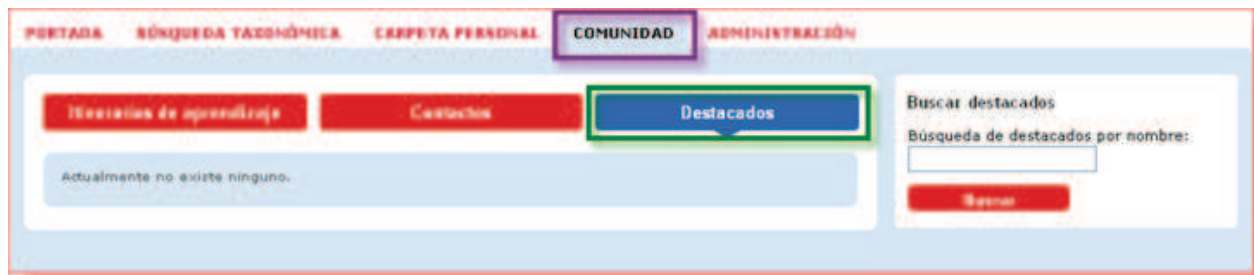 PORTADA BÚSQUEDA TAXONÓMICA CARPETA PERSONAL COMUNIDAD ADMINISTRACIÓN
Itinerarios de aprendizaje Contactos Destacados
Actualmente no existe ninguno.
Buscar destacados
Búsqueda de destacados por nombre:
Buscar